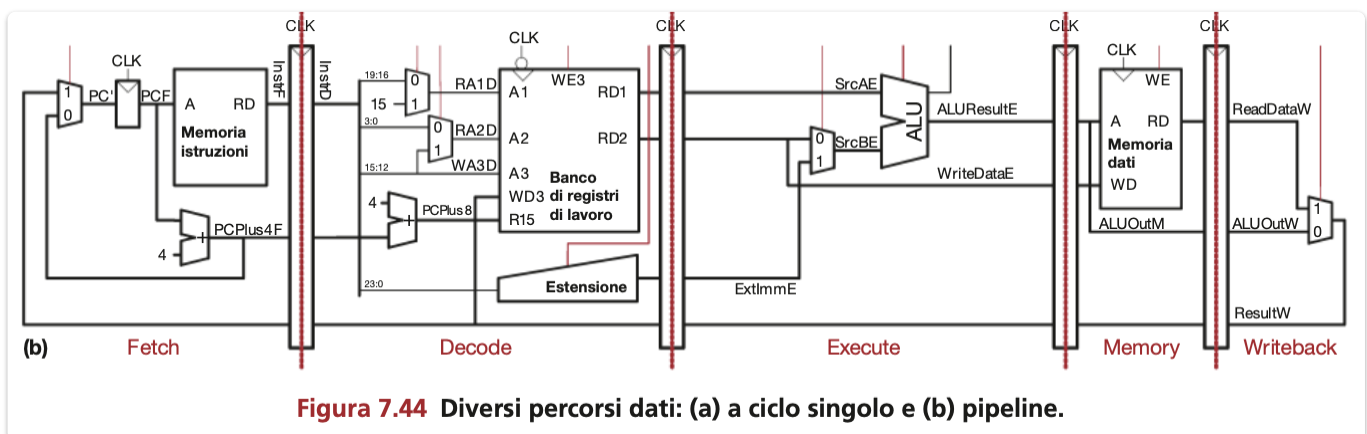 CLK CLK CLK CLK
CLK CLK CLK
1 0 PC' PCF A RD InstrF InstrD
Memoria istruzioni
4 + PCPlus4F
19:16 0 RA1D A1 WE3 RD1
15 1
3:0 0 RA2D A2 RD2
1
15:12 WA3D A3
Banco di registri di lavoro
WD3
4 + PCPlus8 R15
23:0 Estensione
SrcAE ALU ALUResultE
0 1 SrcBE
WriteDataE
ExtImmE
WE A RD
Memoria dati
WD
ALUOutM
ReadDataW
1 0
ALUOutW
ResultW
(b) Fetch Decode Execute Memory Writeback
Figura 7.44 Diversi percorsi dati: (a) a ciclo singolo e (b) pipeline.